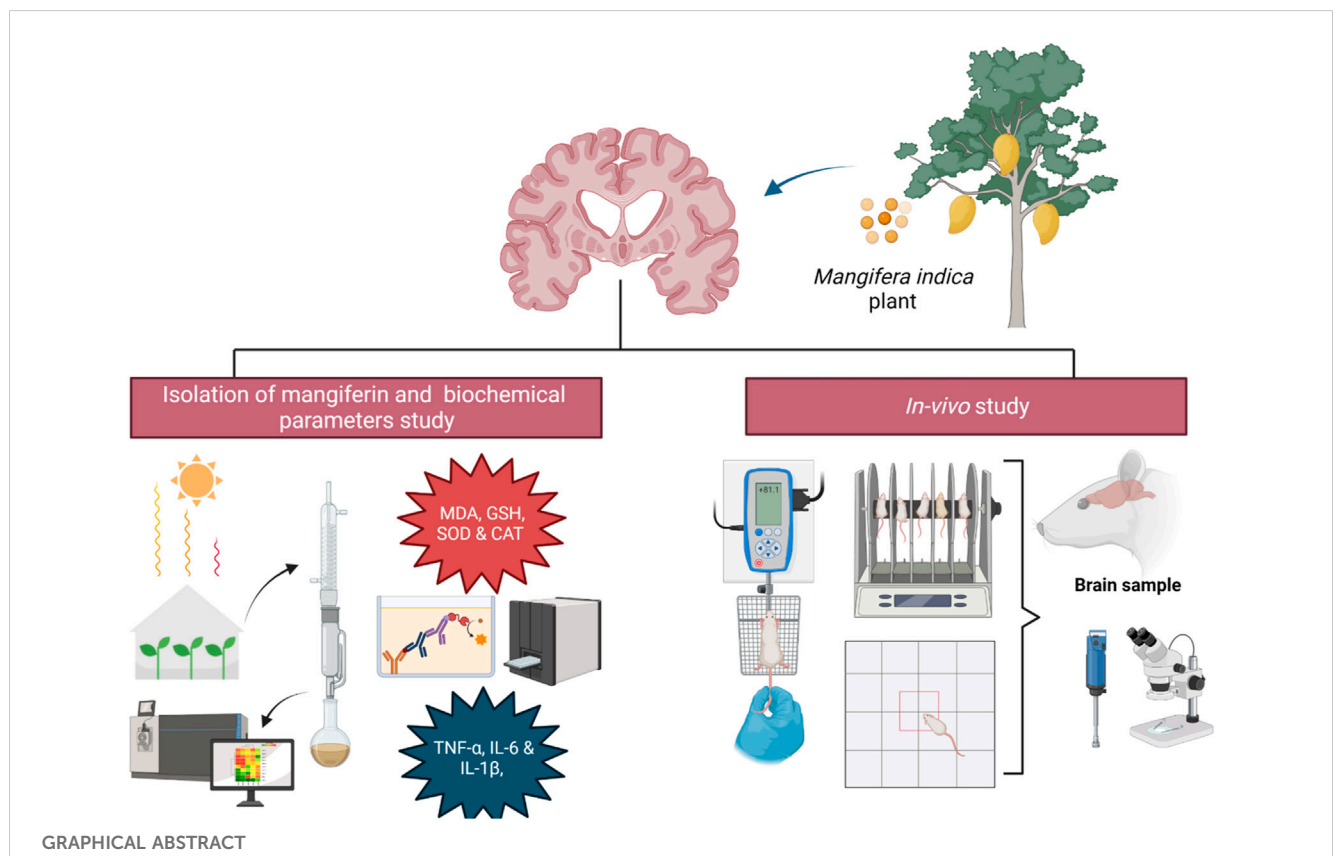 Mangifera indica
plant
Isolation of mangiferin and biochemical
parameters study
In-vivo study
MDA, GSH,
SOD & CAT
TNF-α, IL-6 &
IL-1β,
+81.1
Brain sample
GRAPHICAL ABSTRACT